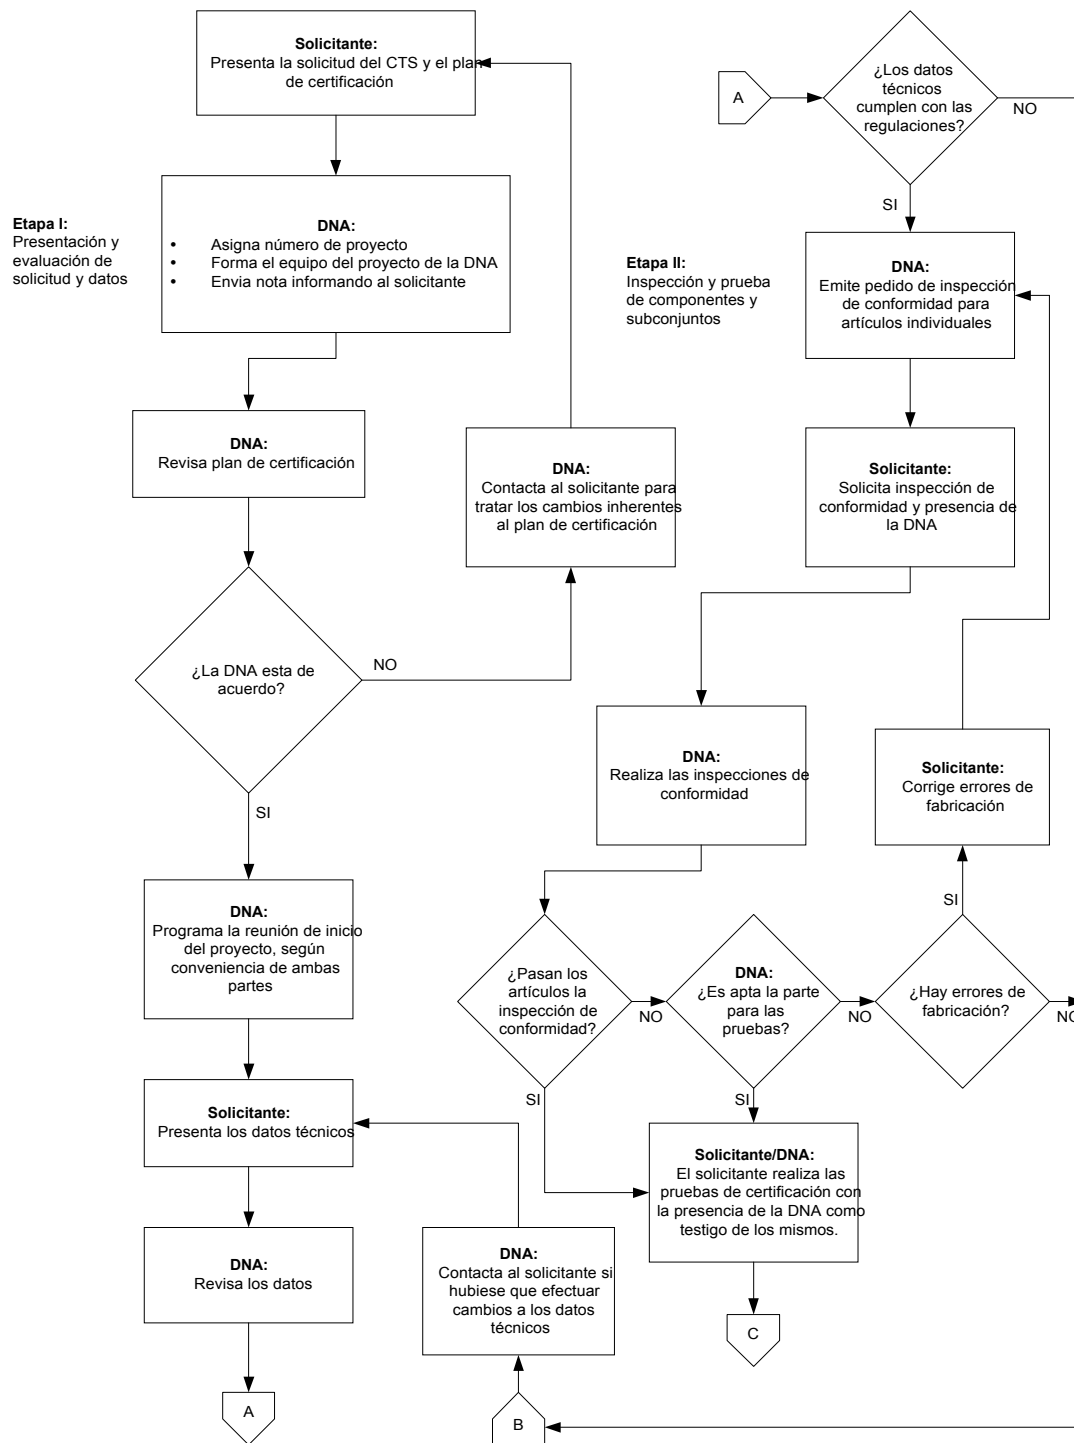 Solicitante:
Presenta la solicitud del CTS y el plan
de certificación
Etapa I:
Presentación y
evaluación de
solicitud y datos
DNA:
• Asigna número de proyecto
• Forma el equipo del proyecto de la DNA
• Envia nota informando al solicitante
DNA:
Revisa plan de certificación
DNA:
Contacta al solicitante para
tratar los cambios inherentes
al plan de certificación
¿La DNA esta de
acuerdo?
NO
SI
DNA:
Programa la reunión de inicio
del proyecto, según
conveniencia de ambas
partes
Solicitante:
Presenta los datos técnicos
DNA:
Revisa los datos
A
DNA:
Contacta al solicitante si
hubiese que efectuar
cambios a los datos
técnicos
B
A
¿Los datos
técnicos
cumplen con las
regulaciones?
NO
SI
Etapa II:
Inspección y prueba
de componentes y
subconjuntos
DNA:
Emite pedido de inspección
de conformidad para
artículos individuales
Solicitante:
Solicita inspección de
conformidad y presencia de
la DNA
DNA:
Realiza las inspecciones de
conformidad
Solicitante:
Corrige errores de
fabricación
SI
¿Pasan los
artículos la
inspección de
conformidad?
NO
DNA:
¿Es apta la parte
para las
pruebas?
NO
¿Hay errores de
fabricación?
NO
SI
SI
Solicitante/DNA:
El solicitante realiza las
pruebas de certificación con
la presencia de la DNA como
testigo de los mismos.
C